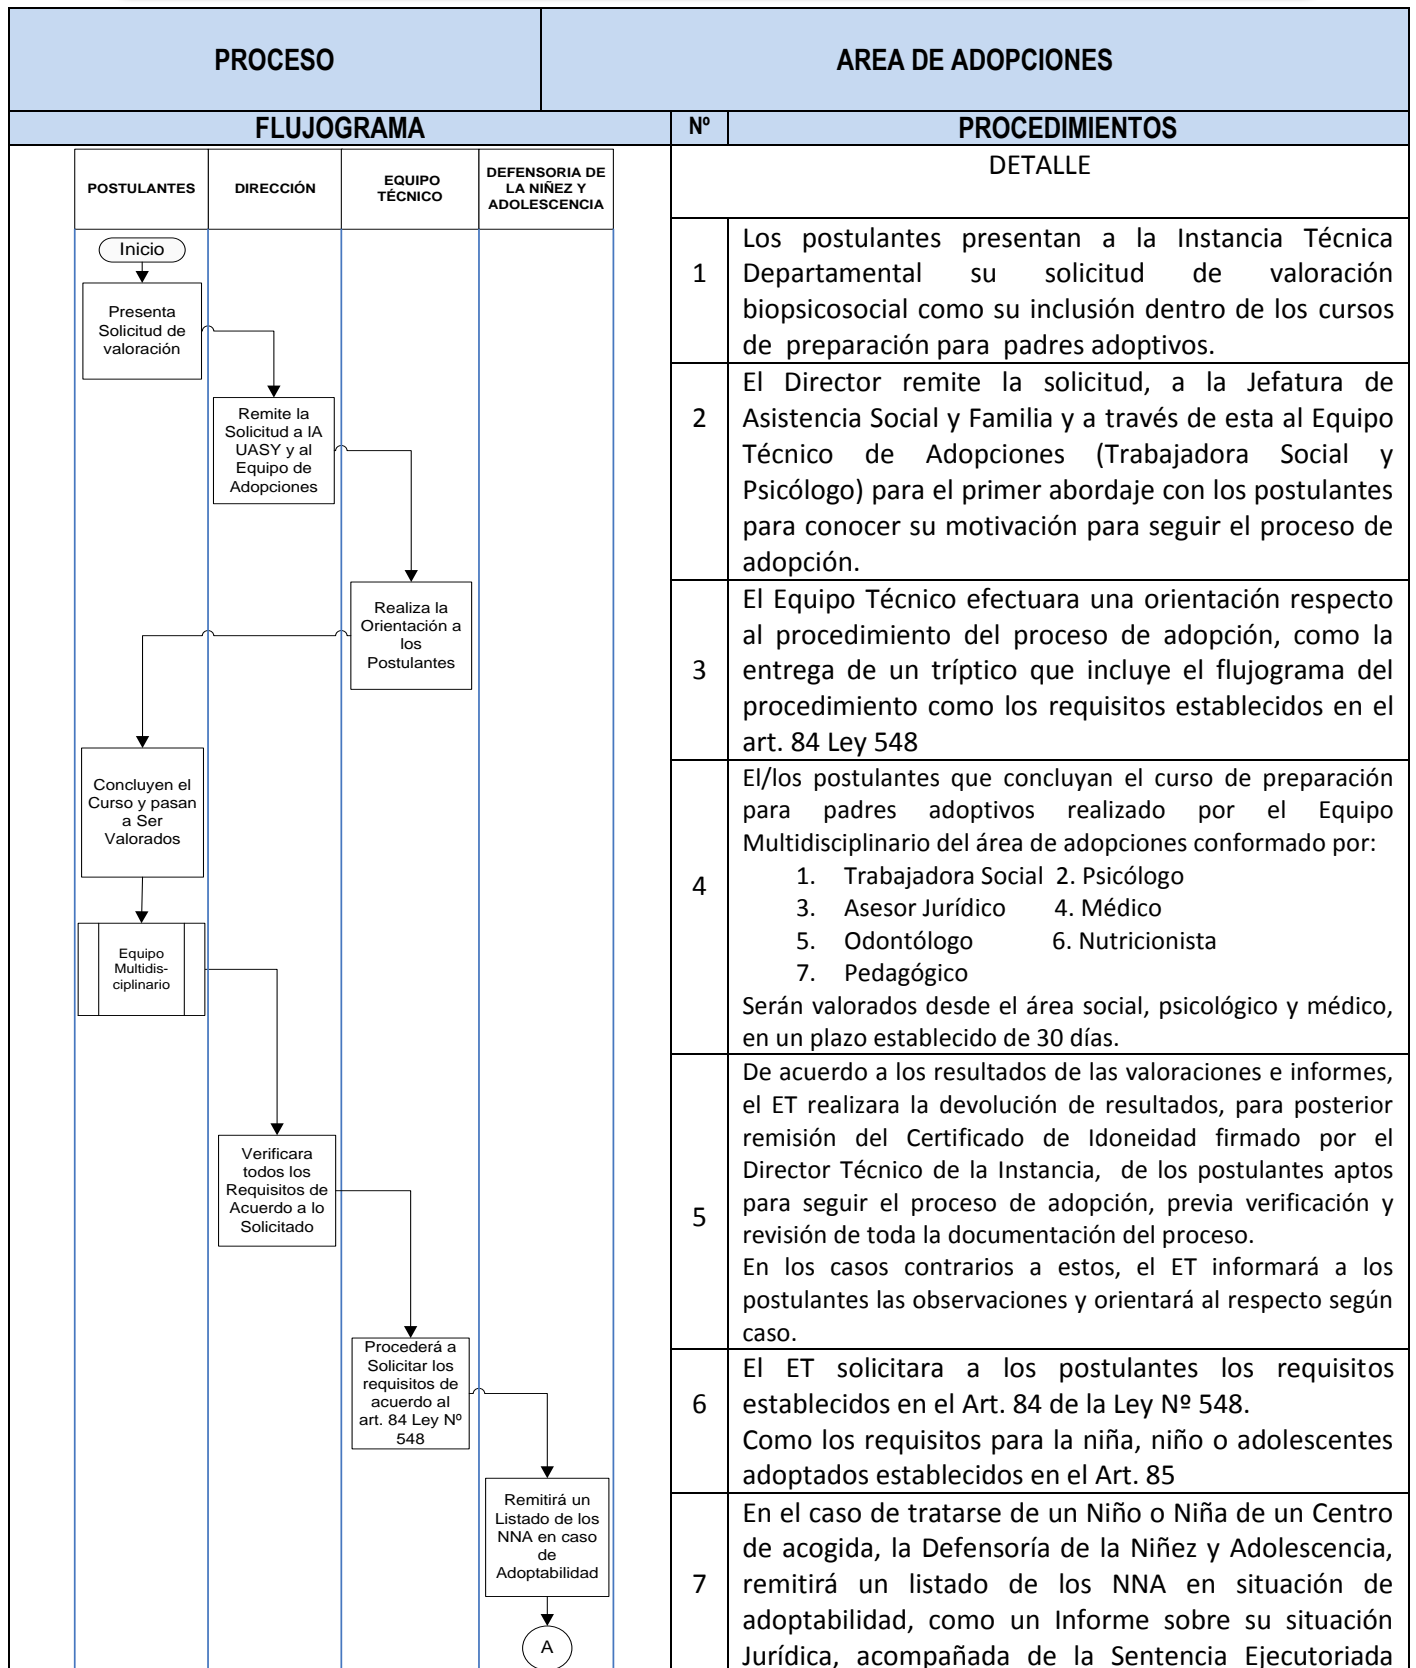 PROCESO
AREA DE ADOPCIONES
FLUJOGRAMA
Nº
PROCEDIMIENTOS
POSTULANTES
DIRECCIÓN
EQUIPO
TÉCNICO
DEFENSORIA DE
LA NIÑEZ Y
ADOLESCENCIA
Inicio
Presenta
Solicitud de
valoración
Remite la
Solicitud a IA
UASY y al
Equipo de
Adopciones
Realiza la
Orientación a
los
Postulantes
Concluyen el
Curso y pasan
a Ser
Valorados
Equipo
Multidis-
ciplinario
Verificara
todos los
Requisitos de
Acuerdo a lo
Solicitado
Procederá a
Solicitar los
requisitos de
acuerdo al
art. 84 Ley Nº
548
Remitirá un
Listado de los
NNA en caso
de
Adoptabilidad
A
DETALLE
1
Los postulantes presentan a la Instancia Técnica
Departamental su solicitud de valoración
biopsicosocial como su inclusión dentro de los cursos
de preparación para padres adoptivos.
2
El Director remite la solicitud, a la Jefatura de
Asistencia Social y Familia y a través de esta al Equipo
Técnico de Adopciones (Trabajadora Social y
Psicólogo) para el primer abordaje con los postulantes
para conocer su motivación para seguir el proceso de
adopción.
3
El Equipo Técnico efectuara una orientación respecto
al procedimiento del proceso de adopción, como la
entrega de un tríptico que incluye el flujograma del
procedimiento como los requisitos establecidos en el
art. 84 Ley 548
4
El/los postulantes que concluyan el curso de preparación
para padres adoptivos realizado por el Equipo
Multidisciplinario del área de adopciones conformado por:
1. Trabajadora Social 2. Psicólogo
3. Asesor Jurídico 4. Médico
5. Odontólogo 6. Nutricionista
7. Pedagógico
Serán valorados desde el área social, psicológico y médico,
en un plazo establecido de 30 días.
5
De acuerdo a los resultados de las valoraciones e informes,
el ET realizara la devolución de resultados, para posterior
remisión del Certificado de Idoneidad firmado por el
Director Técnico de la Instancia, de los postulantes aptos
para seguir el proceso de adopción, previa verificación y
revisión de toda la documentación del proceso.
En los casos contrarios a estos, el ET informará a los
postulantes las observaciones y orientará al respecto según
caso.
6
El ET solicitara a los postulantes los requisitos
establecidos en el Art. 84 de la Ley Nº 548.
Como los requisitos para la niña, niño o adolescentes
adoptados establecidos en el Art. 85
7
En el caso de tratarse de un Niño o Niña de un Centro
de acogida, la Defensoría de la Niñez y Adolescencia,
remitirá un listado de los NNA en situación de
adoptabilidad, como un Informe sobre su situación
Jurídica, acompañada de la Sentencia Ejecutoriada